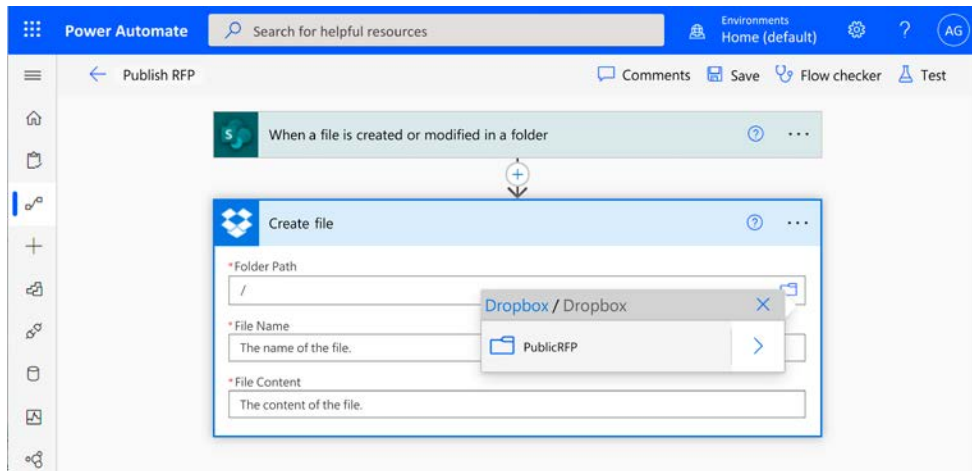 Power Automate
Search for helpful resources
Environments
Home (default)
?
AG
Publish RFP
Comments
Save
Flow checker
Test
S
When a file is created or modified in a folder
?
...
+
Create file
?
...
*Folder Path
/
Dropbox / Dropbox
PublicRFP
*File Name
The name of the file.
*File Content
The content of the file.